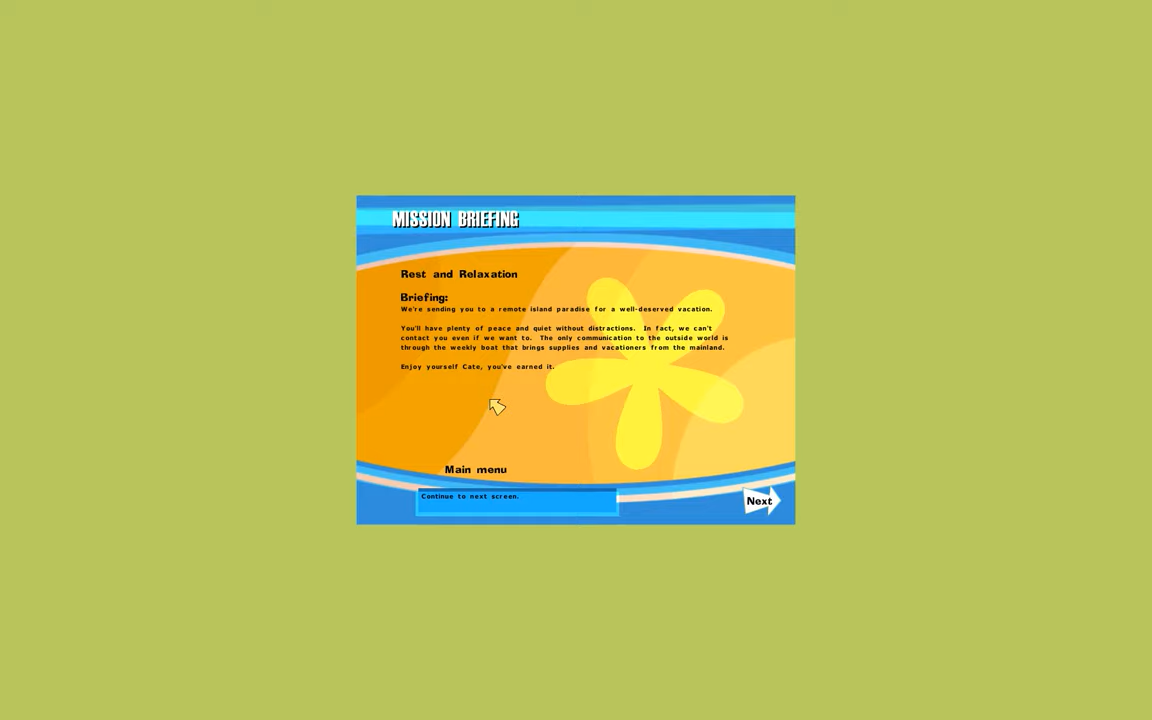 MISSION BRIEFING
Rest and Relaxation
Briefing:
We're sending you to a remote island paradise for a well-deserved vacation.
You'll have plenty of peace and quiet without distractions. In fact, we can't
contact you even if we want to. The only communication to the outside world is
through the weekly boat that brings supplies and vacationers from the mainland.
Enjoy yourself Cate, you've earned it.
Main menu
Continue to next screen.
Next